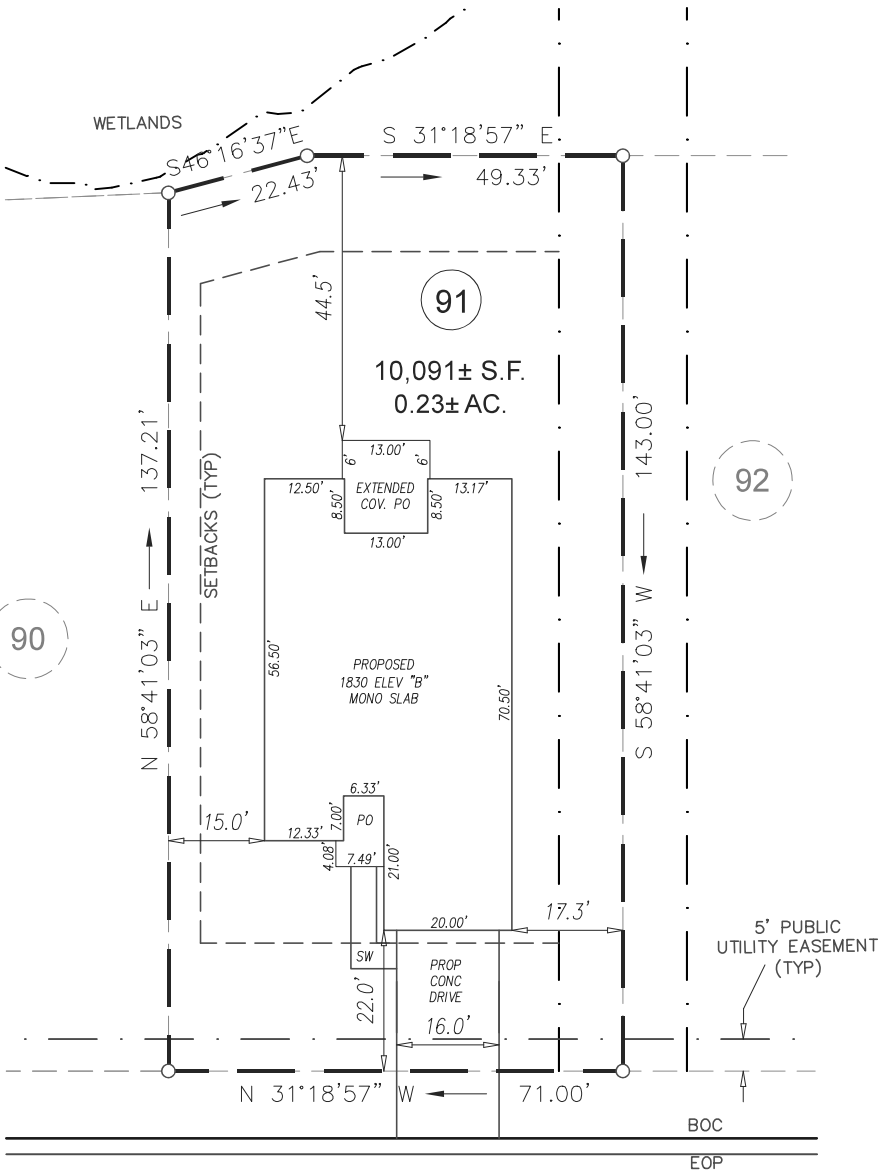 WETLANDS
S46°16'37"E
22.43'
S 31°18'57" E
49.33'
44.5'
91
10,091± S.F.
0.23± AC.
137.21'
N 58°41'03" E
SETBACKS (TYP)
143.00'
S 58°41'03" W
92
90
13.00'
6'
6'
12.50'
EXTENDED
COV. PO
13.17'
8.50'
8.50'
13.00'
56.50'
PROPOSED
1830 ELEV "B"
MONO SLAB
70.50'
6.33'
7.00'
PO
15.0'
12.33'
4.08'
7.49'
21.00'
20.00'
17.3'
SW
PROP
CONC
DRIVE
22.0'
16.0'
5' PUBLIC
UTILITY EASEMENT
(TYP)
N 31°18'57" W
71.00'
BOC
EOP